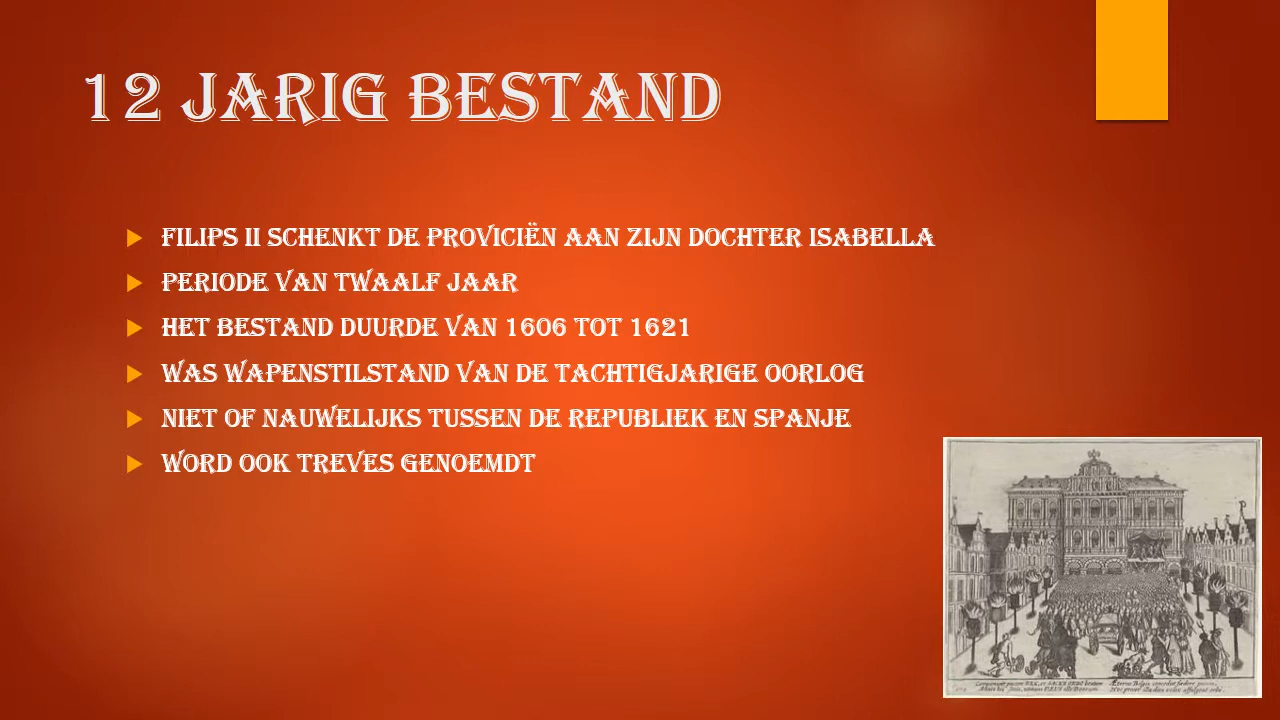 12 JARIG BESTAND
FILIPS II SCHENKT DE PROVICIËN AAN ZIJN DOCHTER ISABELLA
PERIODE VAN TWAALF JAAR
HET BESTAND DUURDE VAN 1606 TOT 1621
WAS WAPENSTILSTAND VAN DE TACHTIGJARIGE OORLOG
NIET OF NAUWELIJKS TUSSEN DE REPUBLIEK EN SPANJE
WORD OOK TREVES GENOEMDT